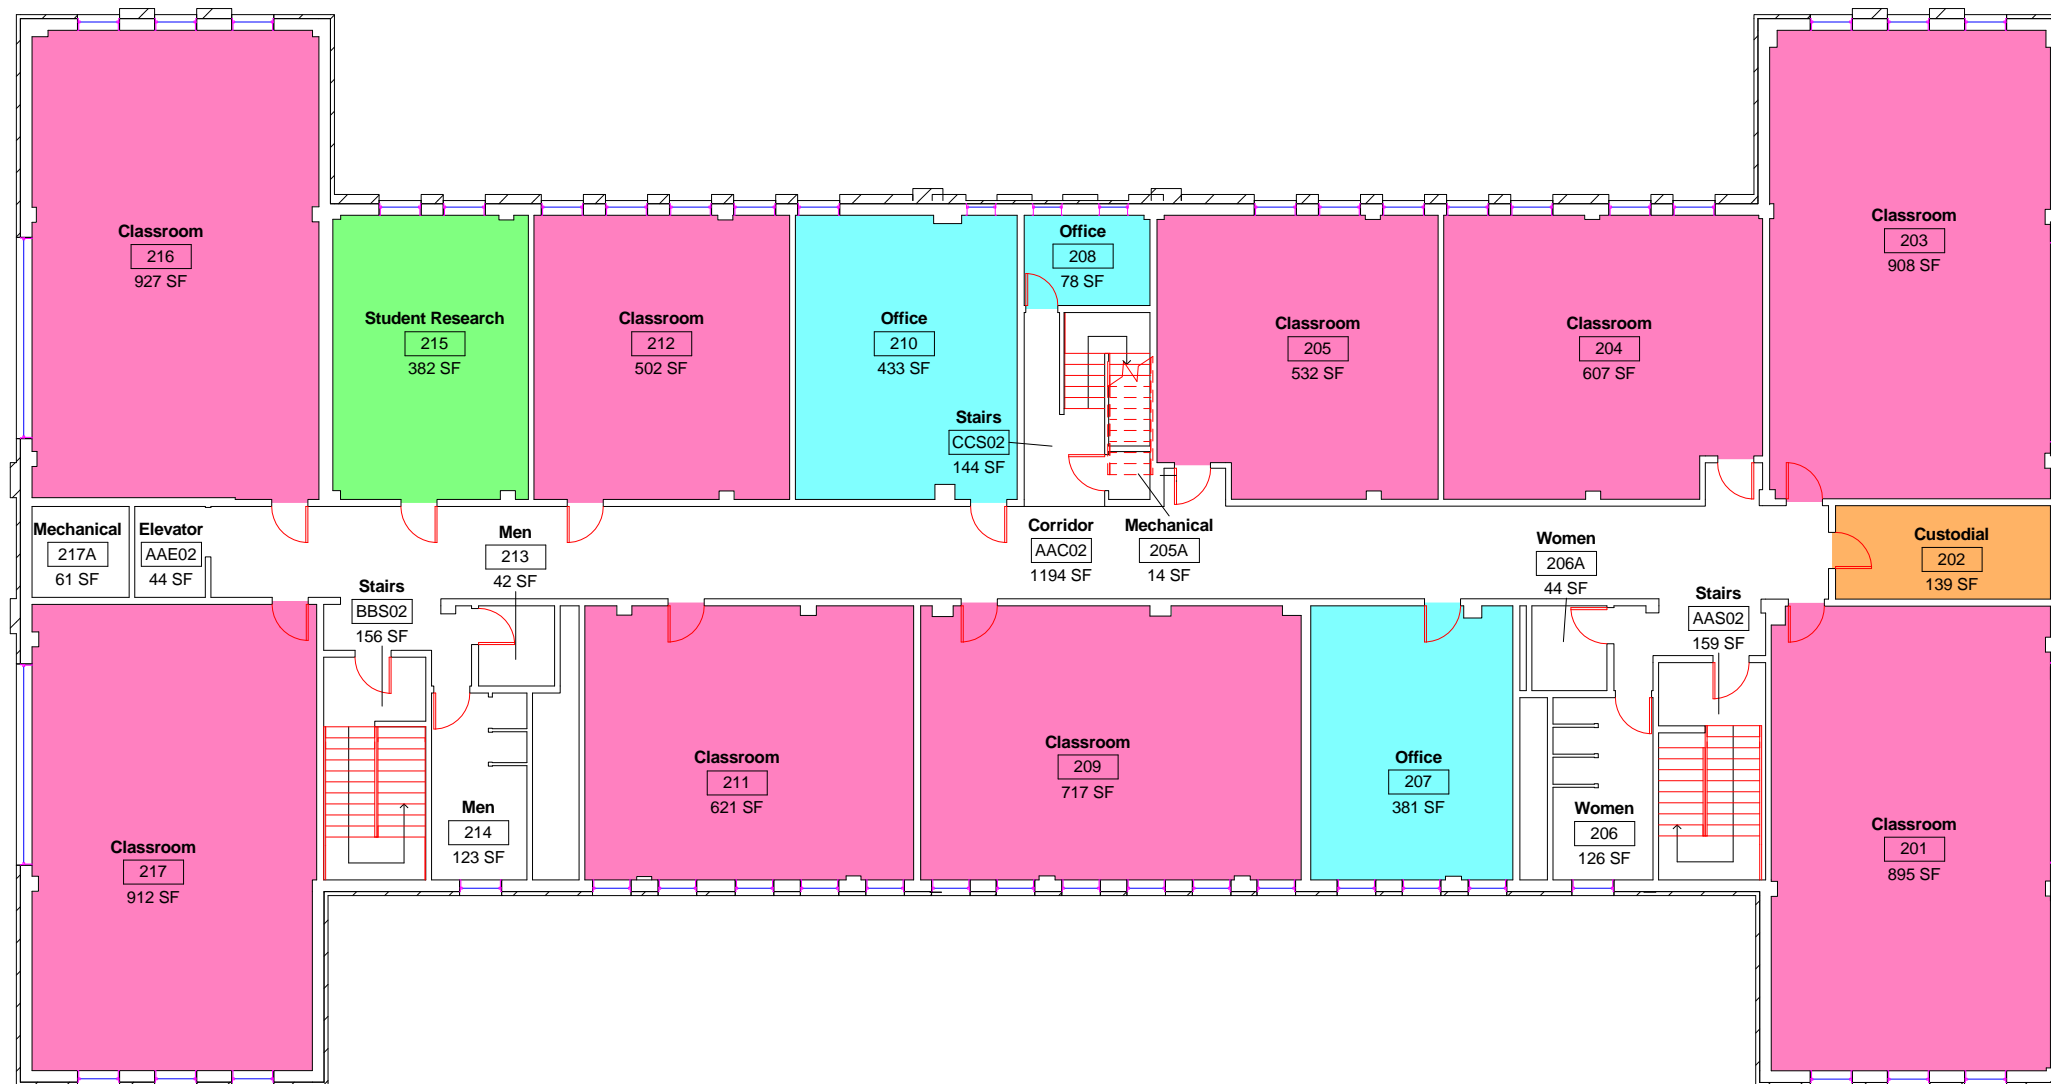 Classroom
216
927 SF
Student Research
215
382 SF
Classroom
212
502 SF
Office
210
433 SF
Office
208
78 SF
Stairs
CCS02
144 SF
Classroom
205
532 SF
Classroom
204
607 SF
Classroom
203
908 SF
Mechanical
217A
61 SF
Elevator
AAE02
44 SF
Men
213
42 SF
Corridor
AAC02
1194 SF
Mechanical
205A
14 SF
Women
206A
44 SF
Custodial
202
139 SF
Stairs
BBS02
156 SF
Stairs
AAS02
159 SF
Classroom
217
912 SF
Men
214
123 SF
Classroom
211
621 SF
Classroom
209
717 SF
Office
207
381 SF
Women
206
126 SF
Classroom
201
895 SF